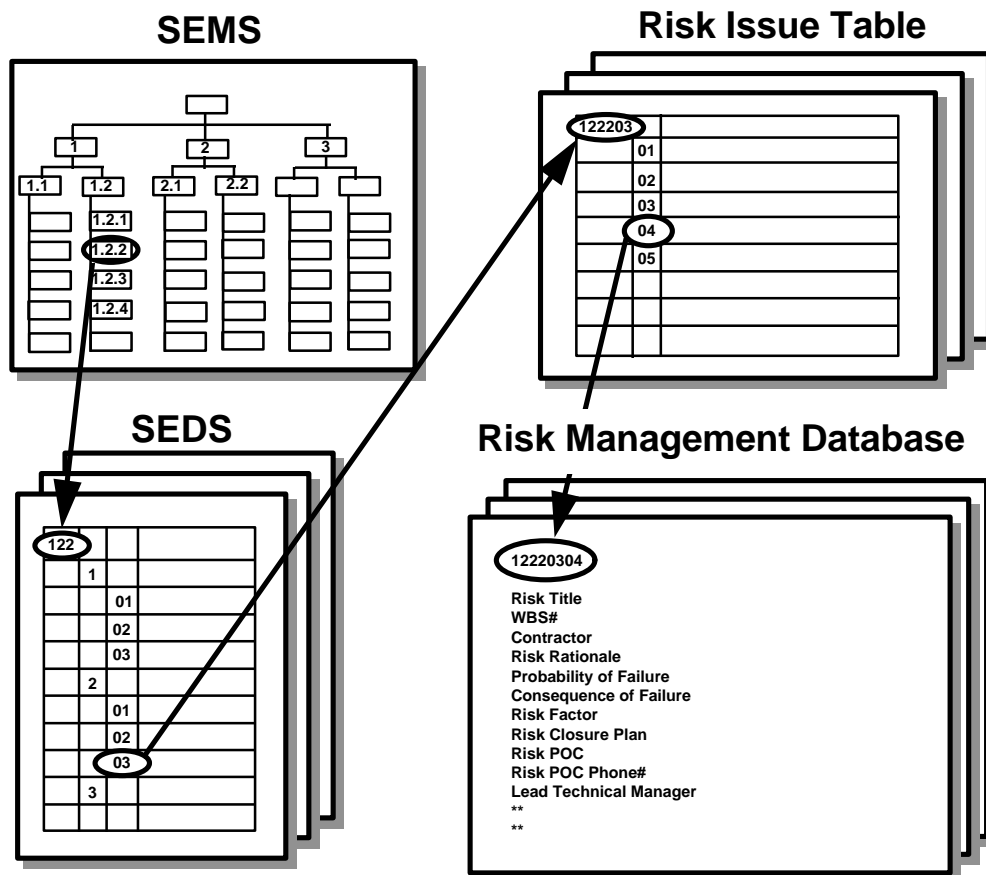 SEMS
1 2 3
1.1 1.2 2.1 2.2
1.2.1
1.2.2
1.2.3
1.2.4
Risk Issue Table
122203
01
02
03
04
05
SEDS
122
1
01
02
03
2
01
02
03
3
Risk Management Database
12220304
Risk Title
WBS#
Contractor
Risk Rationale
Probability of Failure
Consequence of Failure
Risk Factor
Risk Closure Plan
Risk POC
Risk POC Phone#
Lead Technical Manager
**
**